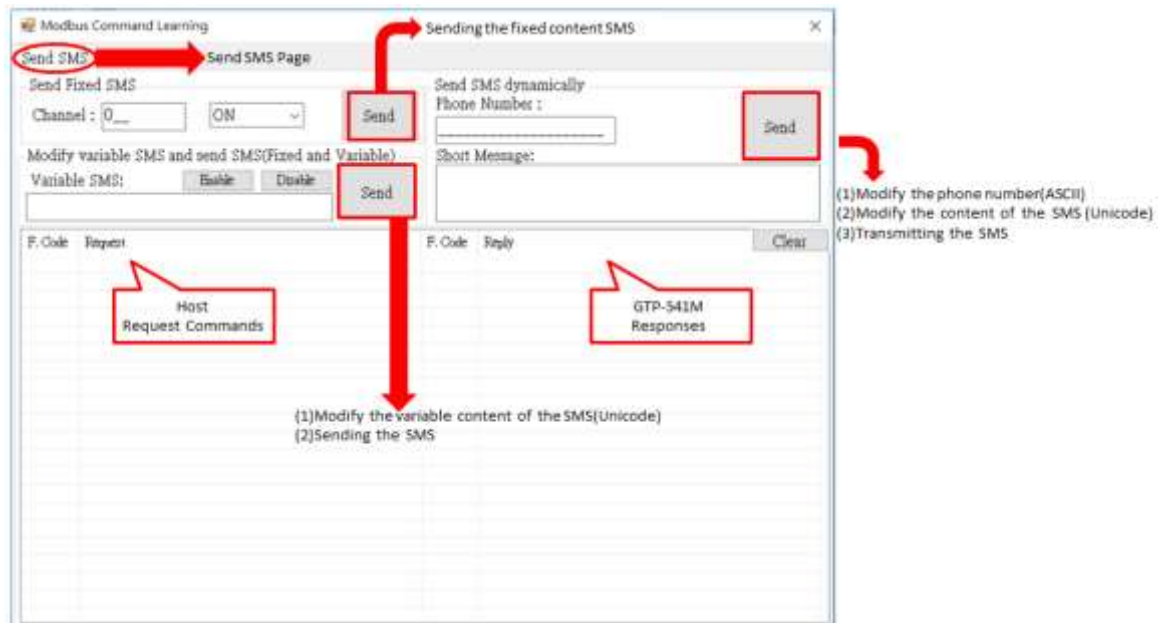 Modbus Command Learning
Sending the fixed content SMS
Send SMS
Send SMS Page
Send Fixed SMS
Channel : 0__
ON
Send
Send SMS dynamically
Phone Number :
Send
Modify variable SMS and send SMS(Fixed and Variable)
Variable SMS:
Enable
Disable
Send
Short Message:
(1)Modify the phone number(ASCII)
(2)Modify the content of the SMS (Unicode)
(3)Transmitting the SMS
F. Code Request
F. Code Reply
Clear
Host
Request Commands
GTP-541M
Responses
(1)Modify the variable content of the SMS(Unicode)
(2)Sending the SMS